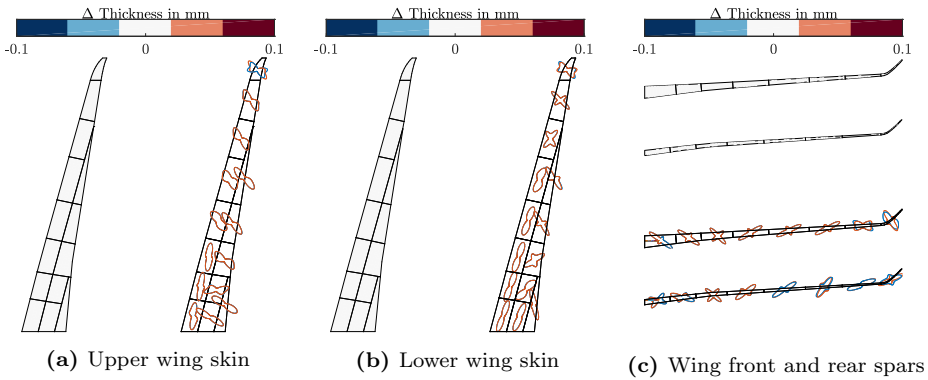 Δ Thickness in mm
-0.1 0 0.1
(a) Upper wing skin
Δ Thickness in mm
-0.1 0 0.1
(b) Lower wing skin
Δ Thickness in mm
-0.1 0 0.1
(c) Wing front and rear spars